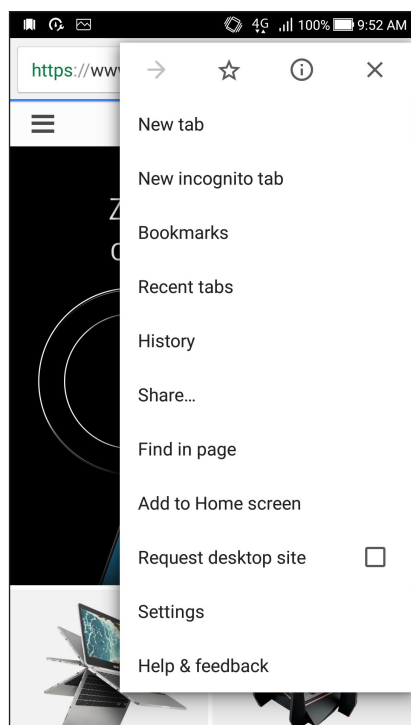 4G 100% 9:52 AM
https://www
New tab
New incognito tab
Bookmarks
Recent tabs
History
Share...
Find in page
Add to Home screen
Request desktop site
Settings
Help & feedback